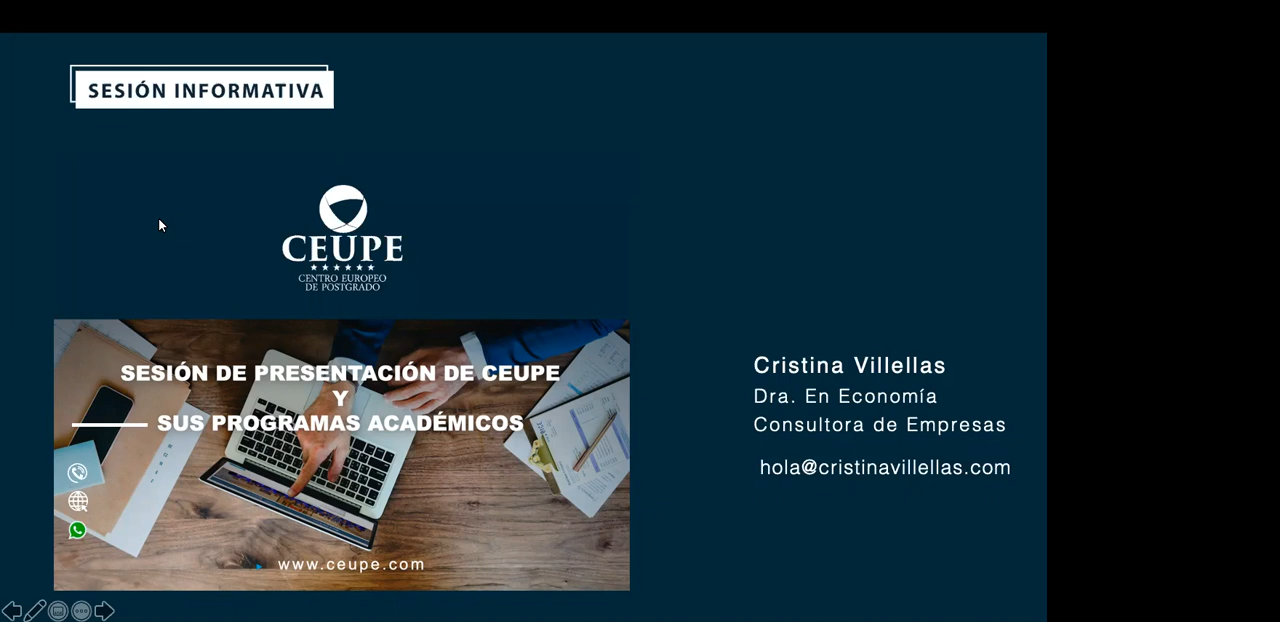 SESIÓN INFORMATIVA
CEUPE
CENTRO EUROPEO
DE POSTGRADO
SESIÓN DE PRESENTACIÓN DE CEUPE
Y
SUS PROGRAMAS ACADÉMICOS
www.ceupe.com
Cristina Villellas
Dra. En Economía
Consultora de Empresas
hola@cristinavillellas.com